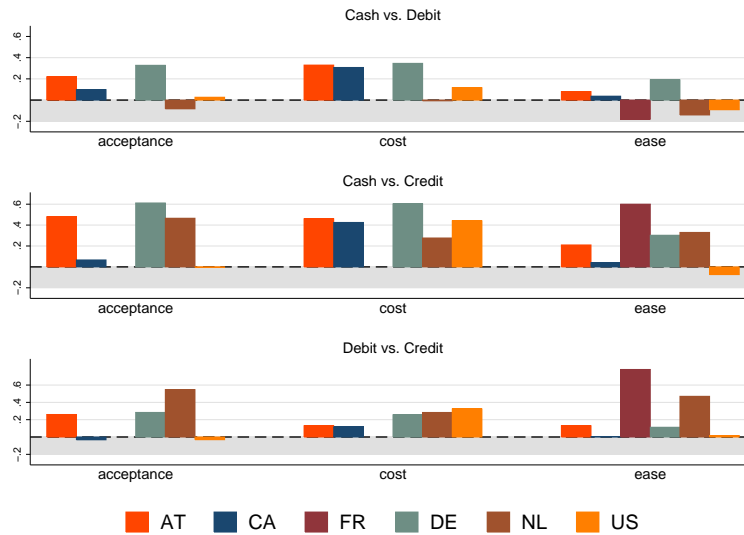 Cash vs. Debit
.6
.4
.2
-.2
acceptance cost ease
Cash vs. Credit
.6
.4
.2
-.2
acceptance cost ease
Debit vs. Credit
.6
.4
.2
-.2
acceptance cost ease
AT CA FR DE NL US